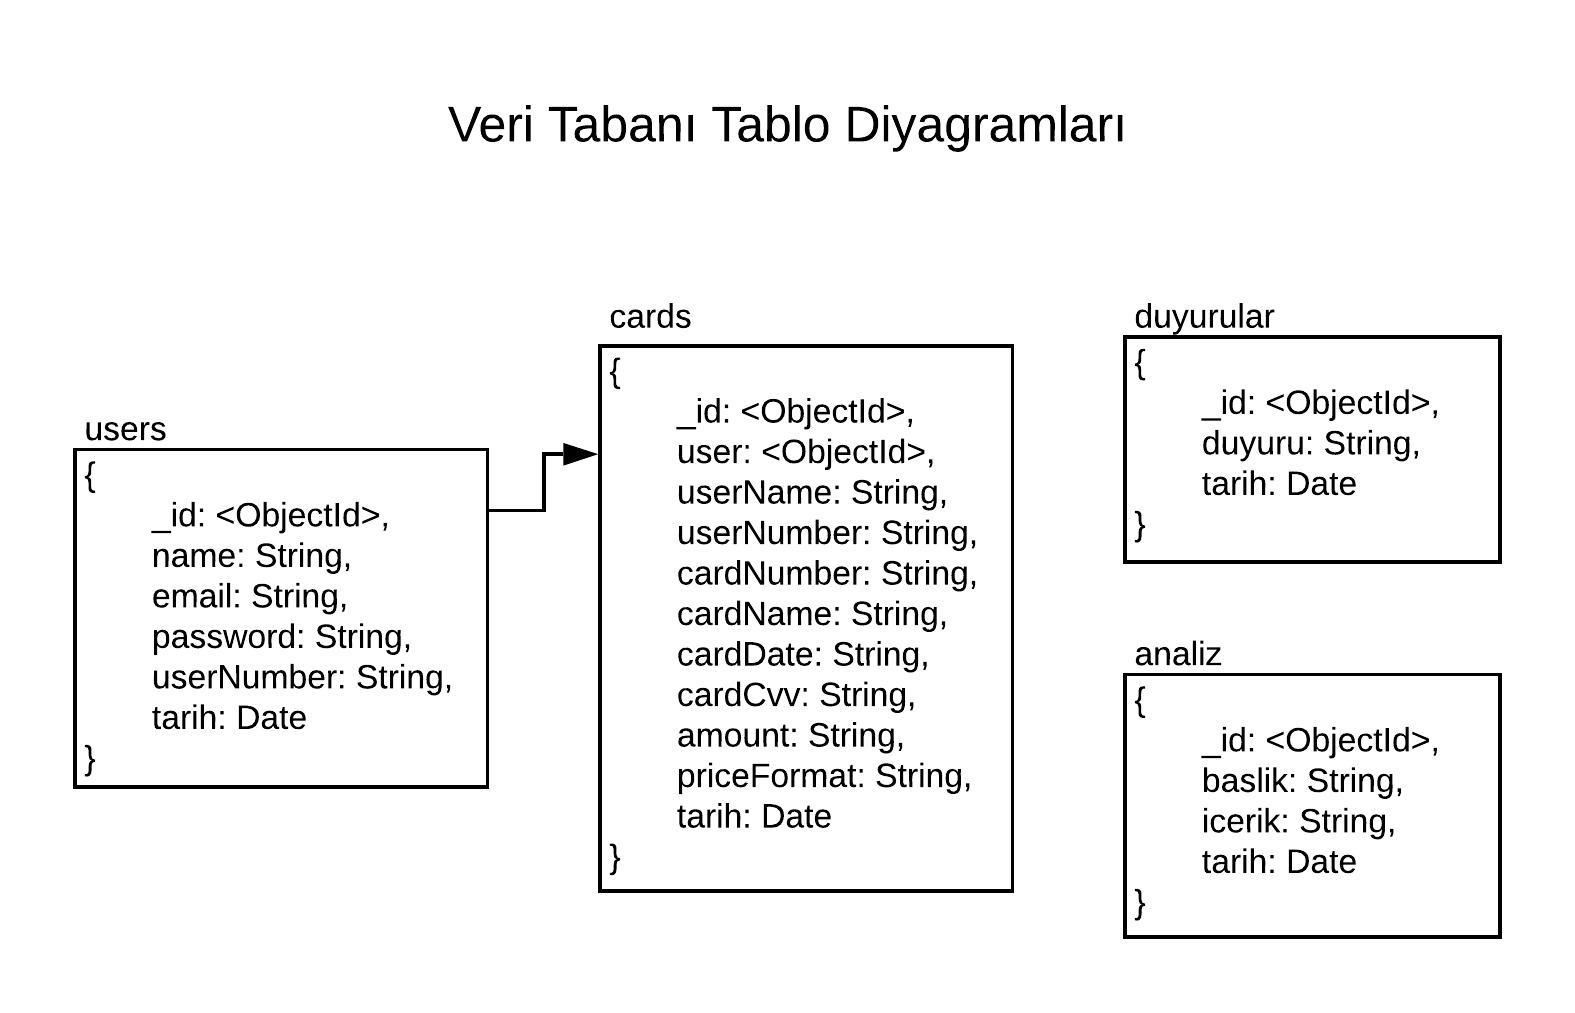 Veri Tabanı Tablo Diyagramları
users
{
_id: <ObjectId>,
name: String,
email: String,
password: String,
userNumber: String,
tarih: Date
}
cards
{
_id: <ObjectId>,
user: <ObjectId>,
userName: String,
userNumber: String,
cardNumber: String,
cardName: String,
cardDate: String,
cardCvv: String,
amount: String,
priceFormat: String,
tarih: Date
}
duyurular
{
_id: <ObjectId>,
duyuru: String,
tarih: Date
}
analiz
{
_id: <ObjectId>,
baslik: String,
icerik: String,
tarih: Date
}